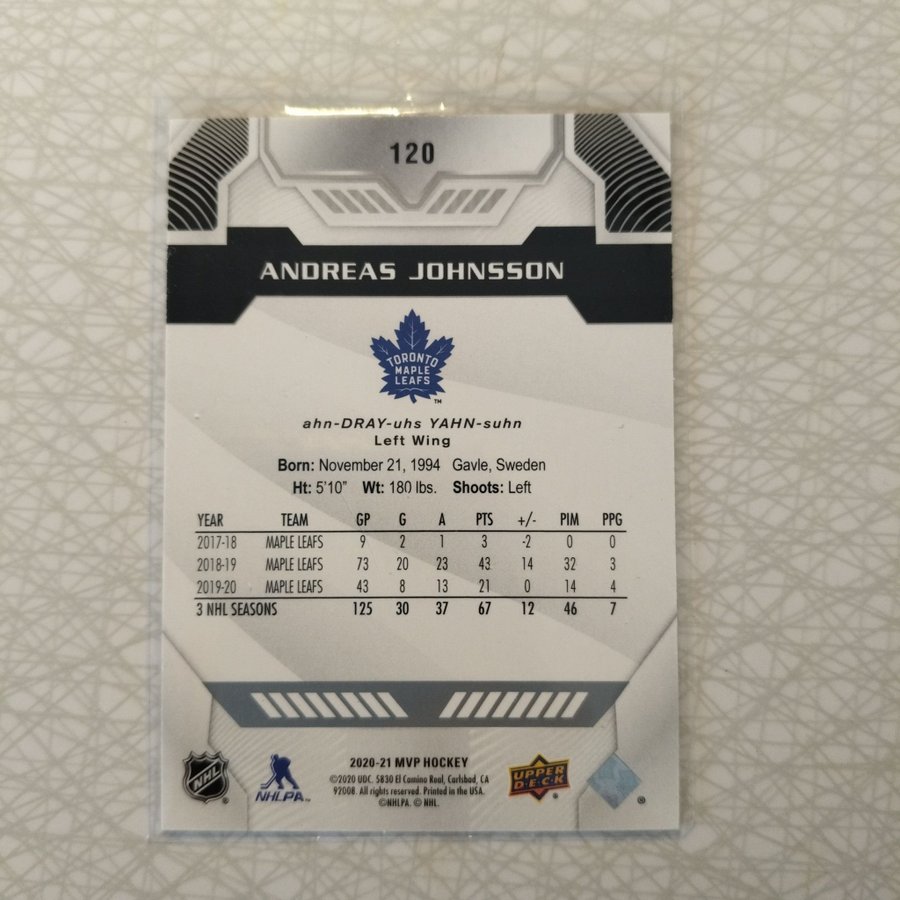 120
ANDREAS JOHNSSON
TORONTO
MAPLE
LEAFS
TM
ahn-DRAY-uhs YAHN-suhn
Left Wing
Born: November 21, 1994 Gavle, Sweden
Ht: 5'10" Wt: 180 lbs. Shoots: Left
YEAR TEAM GP G A PTS +/- PIM PPG
2017-18 MAPLE LEAFS 9 2 1 3 -2 0 0
2018-19 MAPLE LEAFS 73 20 23 43 14 32 3
2019-20 MAPLE LEAFS 43 8 13 21 0 14 4
3 NHL SEASONS 125 30 37 67 12 46 7
2020-21 MVP HOCKEY
©2020 UDC. 5830 El Camino Real, Carlsbad, CA
92008. All rights reserved. Printed in the USA.
©NHLPA. © NHL.
NHL ®
NHLPA™
UPPER
DECK ®
®